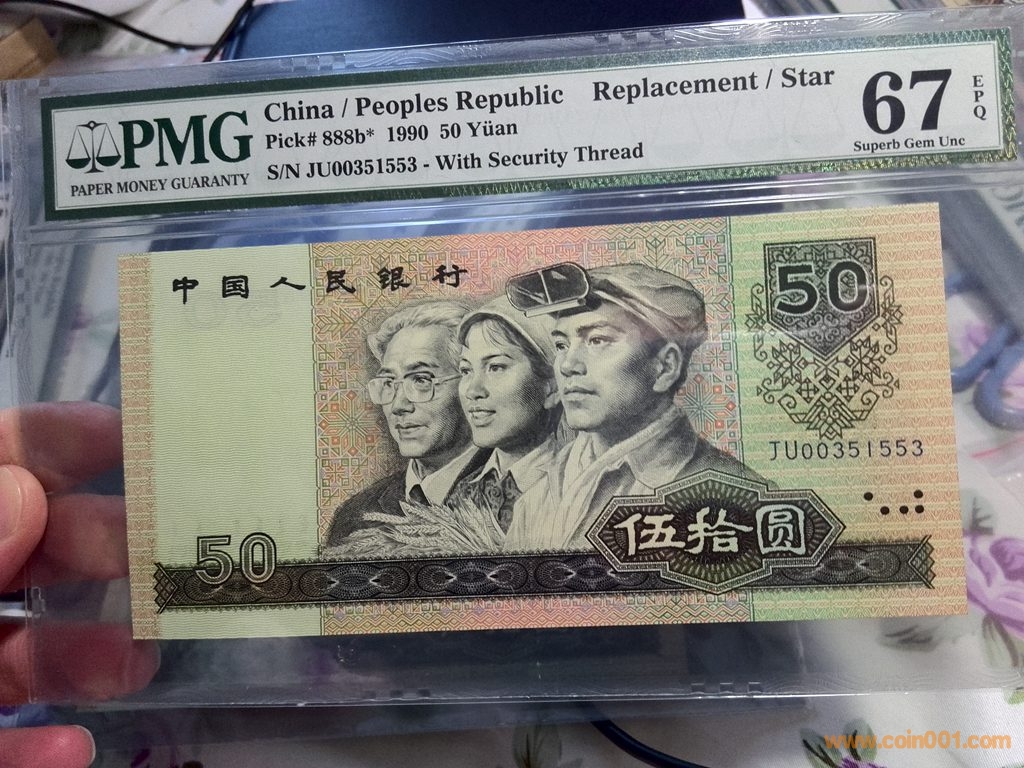 PMG
PAPER MONEY GUARANTY
China / Peoples Republic Replacement / Star
Pick# 888b* 1990 50 Yüan
S/N JU00351553 - With Security Thread
67
EPQ
Superb Gem Unc
中国人民银行
50
JU00351553
50
伍拾圆
www.coin001.com